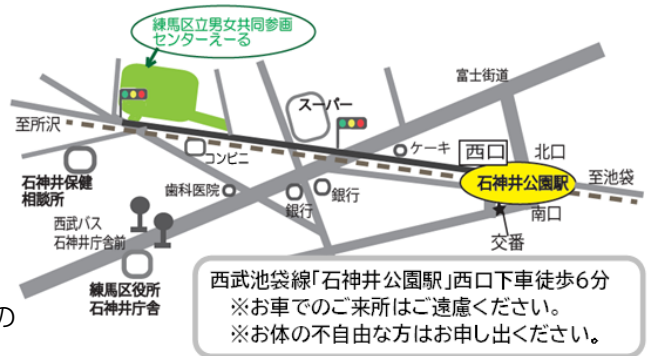 練馬区立男女共同参画
センターえーる
富士街道
スーパー
至所沢
ケーキ
西口
北口
コンビニ
石神井公園駅
至池袋
石神井保健
相談所
歯科医院
銀行
銀行
南口
西武バス
石神井庁舎前
交番
練馬区役所
石神井庁舎
の
西武池袋線「石神井公園駅」西口下車徒歩6分
※お車でのご来所はご遠慮ください。
※お体の不自由な方はお申し出ください。